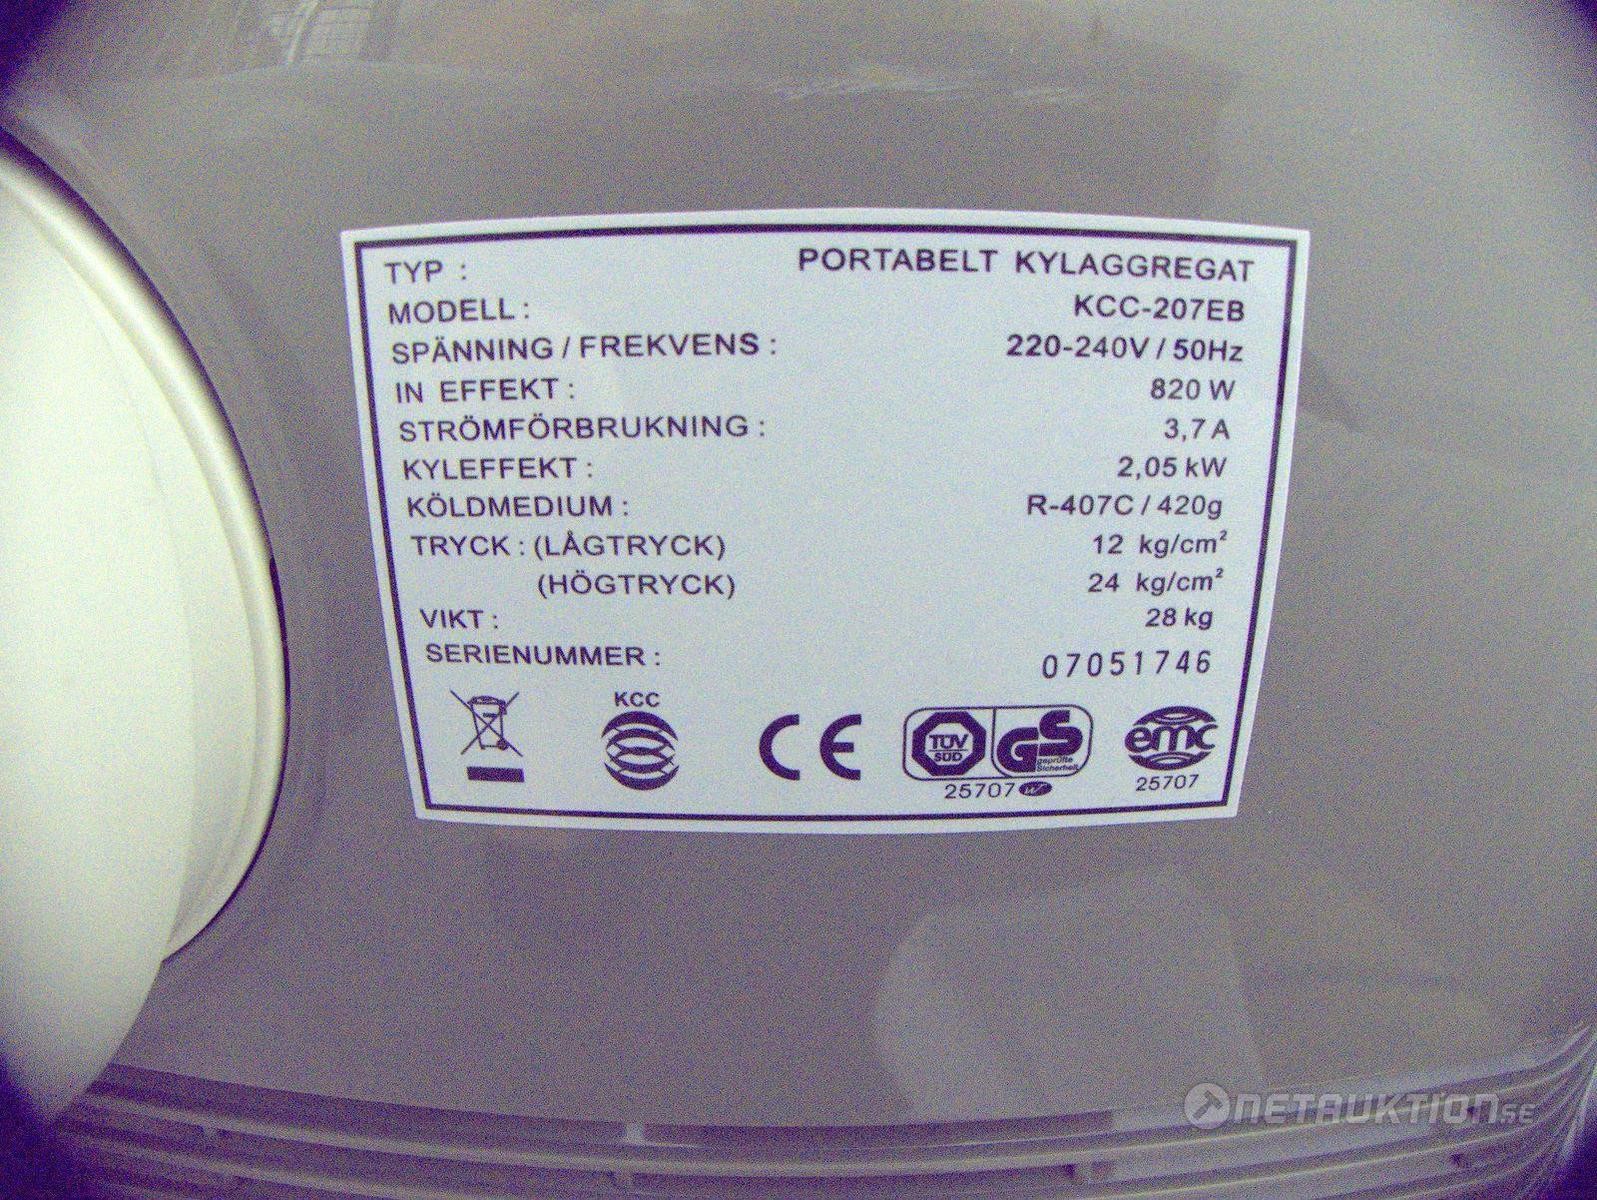 TYP : PORTABELT KYLAGGREGAT
MODELL : KCC-207EB
SPÄNNING / FREKVENS : 220-240V / 50Hz
IN EFFEKT : 820 W
STRÖMFÖRBRUKNING : 3,7 A
KYLEFFEKT : 2,05 kW
KÖLDMEDIUM : R-407C / 420g
TRYCK : (LÅGTRYCK) 12 kg/cm²
(HÖGTRYCK) 24 kg/cm²
VIKT : 28 kg
SERIENUMMER : 07051746
KCC
CE
TÜV
SÜD
GS
geprüfte
Sicherheit
25707
emc
25707
NETAUKTION.SE